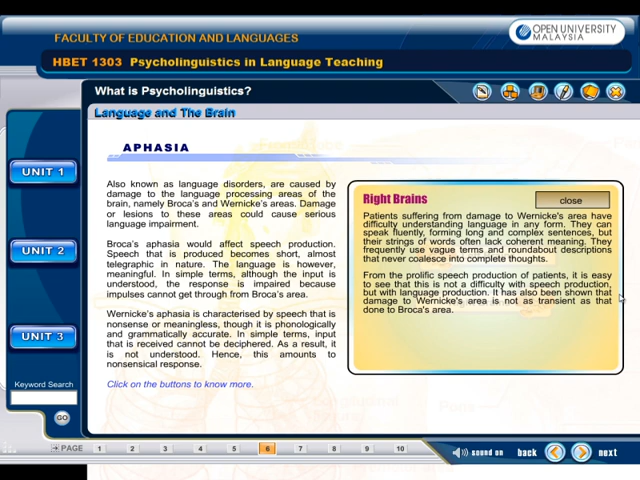 OPEN UNIVERSITY
MALAYSIA
FACULTY OF EDUCATION AND LANGUAGES
HBET 1303 Psycholinguistics in Language Teaching
What is Psycholinguistics?
Language and The Brain
APHASIA
UNIT 1
UNIT 2
UNIT 3
Keyword Search
GO
Also known as language disorders, are caused by
damage to the language processing areas of the
brain, namely Broca's and Wernicke's areas. Damage
or lesions to these areas could cause serious
language impairment.
Broca's aphasia would affect speech production.
Speech that is produced becomes short, almost
telegraphic in nature. The language is however,
meaningful. In simple terms, although the input is
understood, the response is impaired because
impulses cannot get through from Broca's area.
Wernicke's aphasia is characterised by speech that is
nonsense or meaningless, though it is phonologically
and grammatically accurate. In simple terms, input
that is received cannot be deciphered. As a result, it
is not understood. Hence, this amounts to
nonsensical response.
Click on the buttons to know more.
Right Brains
close
Patients suffering from damage to Wernicke's area have
difficulty understanding language in any form. They can
speak fluently, forming long and complex sentences, but
their strings of words often lack coherent meaning. They
frequently use vague terms and roundabout descriptions
that never coalesce into complete thoughts.
From the prolific speech production of patients, it is easy
to see that this is not a difficulty with speech production,
but with language production. It has also been shown that
damage to Wernicke's area is not as transient as that
done to Broca's area.
PAGE 1 2 3 4 5 6 7 8 9 10
sound on back next